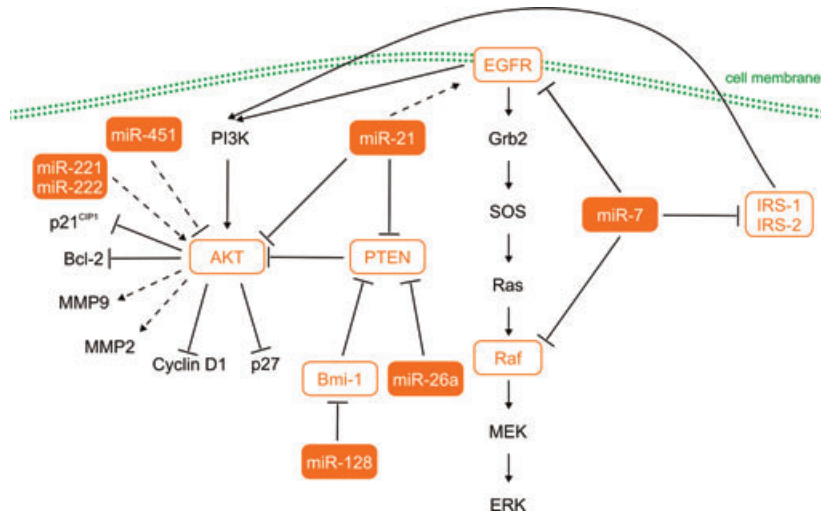 EGFR
cell membrane
miR-451
PI3K
miR-21
Grb2
miR-221
miR-222
p21CIP1
SOS
miR-7
IRS-1
IRS-2
Bcl-2
AKT
PTEN
MMP9
Ras
MMP2
Cyclin D1
p27
Bmi-1
miR-26a
Raf
MEK
miR-128
ERK